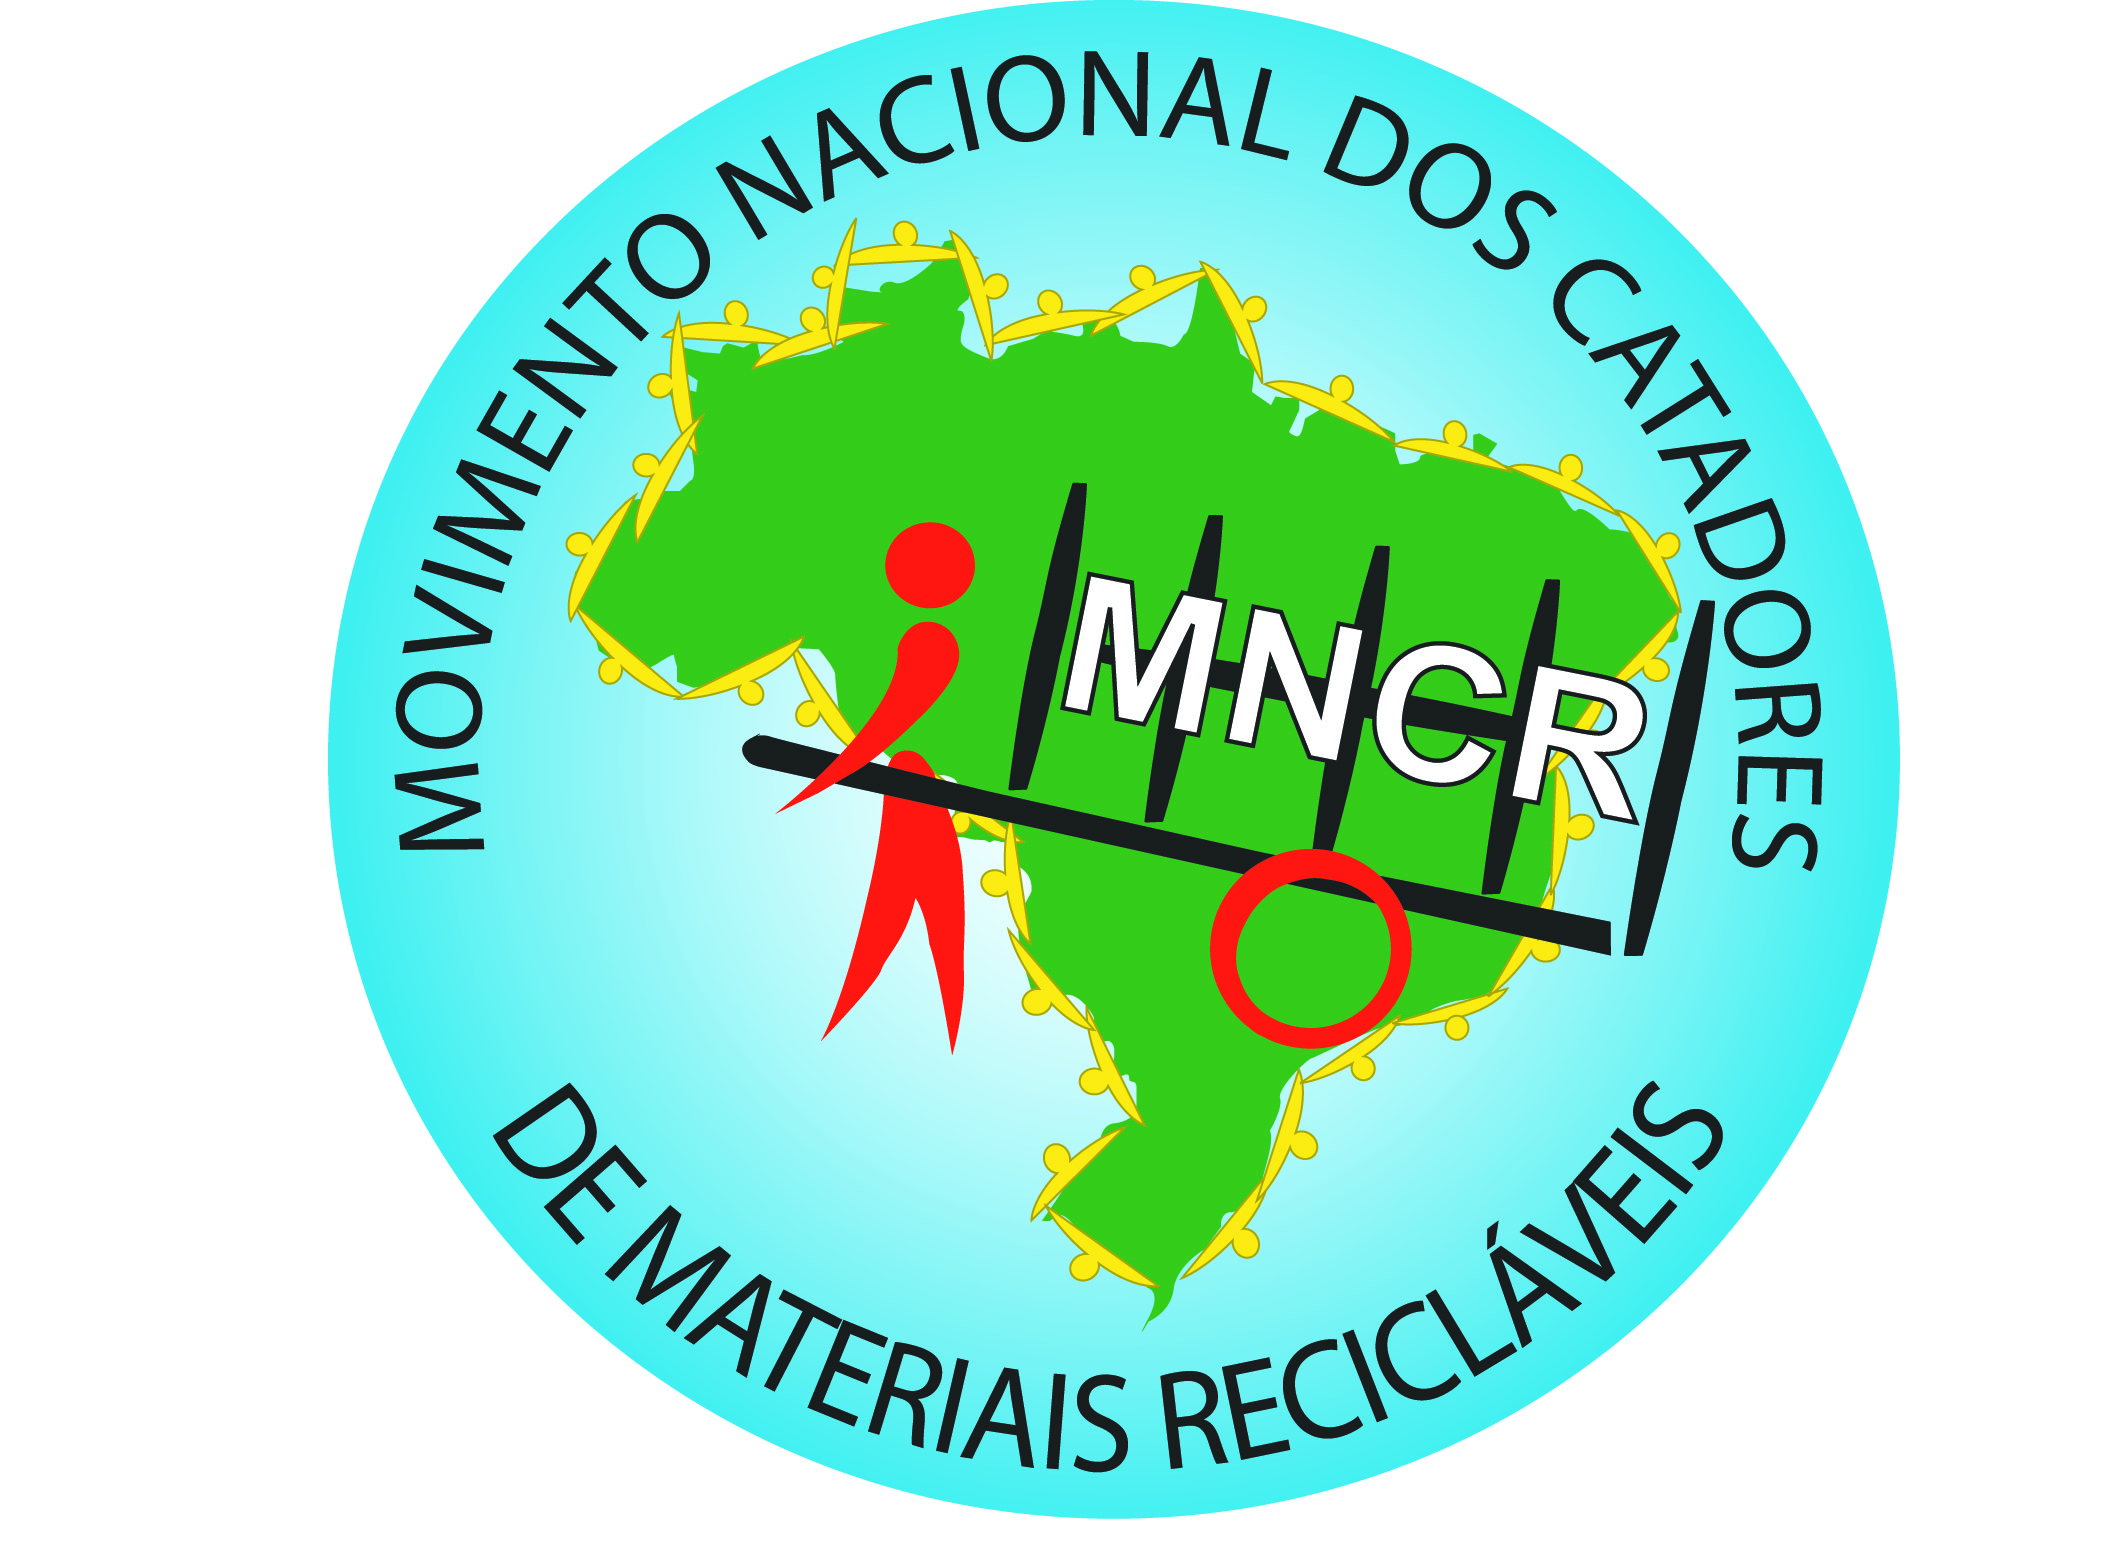 MOVIMENTO NACIONAL DOS CATADORES
MNCR
DE MATERIAIS RECICLÁVEIS